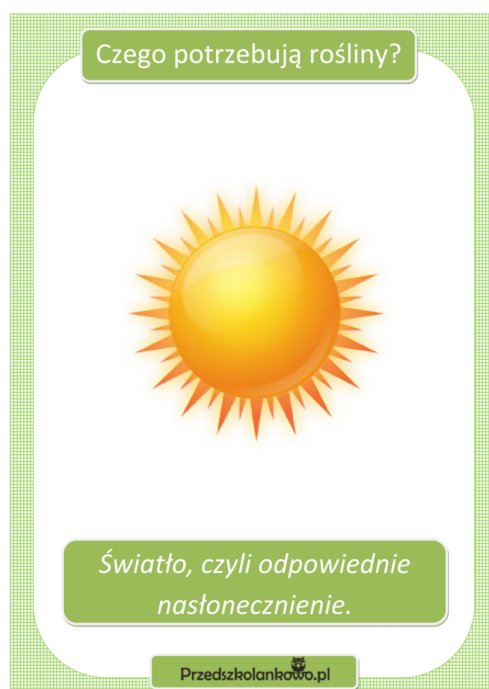 Czego potrzebują rośliny?
Światło, czyli odpowiednie
nasłonecznienie.
Przedszkolankowo.pl